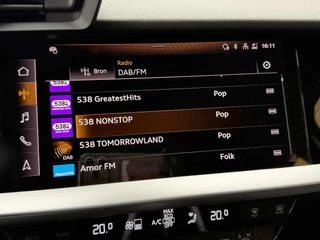 16:11
Radio
Bron DAB/FM
538 GreatestHits
Pop
538 NONSTOP
Pop
538 TOMORROWLAND
Pop
DAB
Amor FM
Folk
20.0
A/C
MAX
20.0